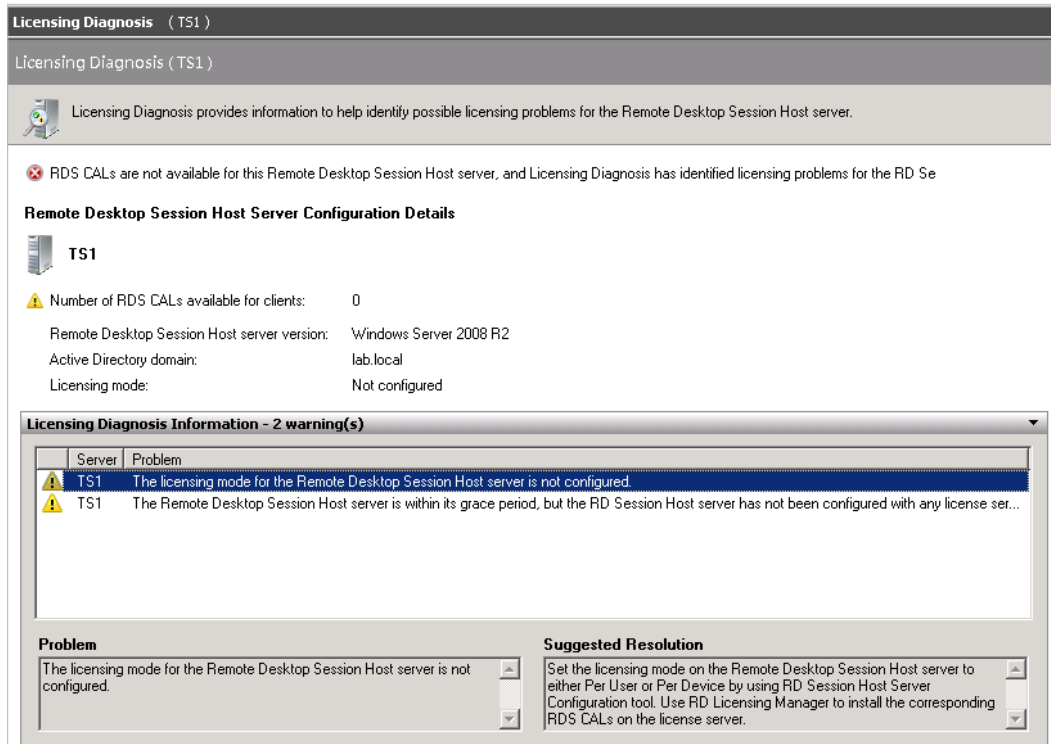 Licensing Diagnosis ( TS1 )
Licensing Diagnosis ( TS1 )
Licensing Diagnosis provides information to help identify possible licensing problems for the Remote Desktop Session Host server.
RDS CALs are not available for this Remote Desktop Session Host server, and Licensing Diagnosis has identified licensing problems for the RD Se
Remote Desktop Session Host Server Configuration Details
TS1
Number of RDS CALs available for clients: 0
Remote Desktop Session Host server version: Windows Server 2008 R2
Active Directory domain: lab.local
Licensing mode: Not configured
Licensing Diagnosis Information - 2 warning(s)
Server Problem
TS1 The licensing mode for the Remote Desktop Session Host server is not configured.
TS1 The Remote Desktop Session Host server is within its grace period, but the RD Session Host server has not been configured with any license ser...
Problem
The licensing mode for the Remote Desktop Session Host server is not
configured.
Suggested Resolution
Set the licensing mode on the Remote Desktop Session Host server to
either Per User or Per Device by using RD Session Host Server
Configuration tool. Use RD Licensing Manager to install the corresponding
RDS CALs on the license server.